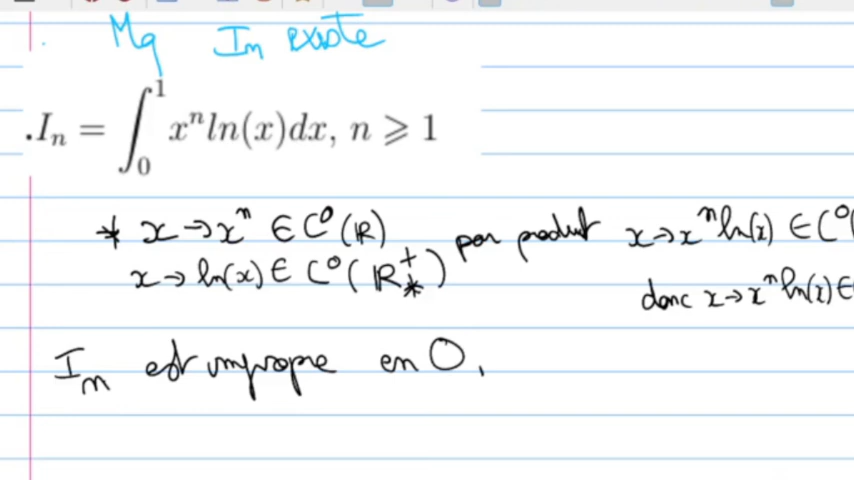 Mq In existe
.Iₙ = ∫₀¹ xⁿln(x)dx, n ⩾ 1
* x → xⁿ ∈ C⁰(ℝ) par produit x → xⁿln(x) ∈ C⁰(
x → ln(x) ∈ C⁰(ℝ⁺*)
donc x → xⁿln(x) ∈
In est impropre en 0,